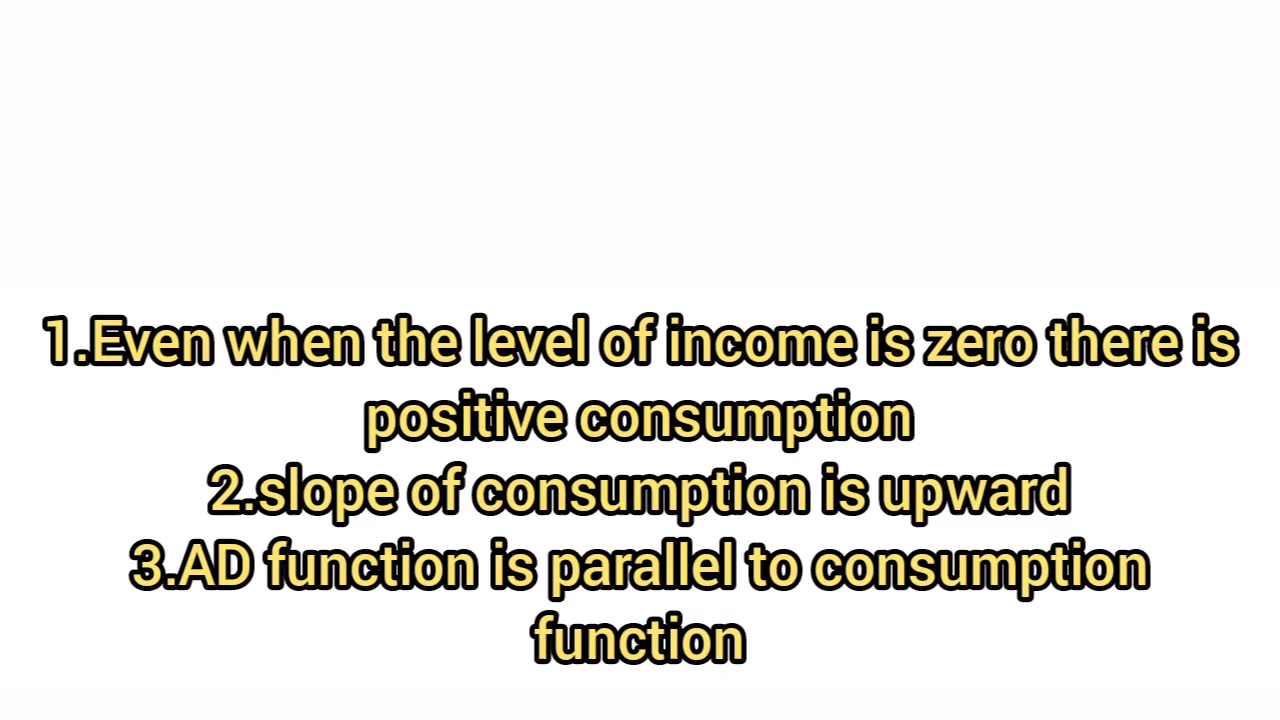 1.Even when the level of income is zero there is
positive consumption
2.slope of consumption is upward
3.AD function is parallel to consumption
function